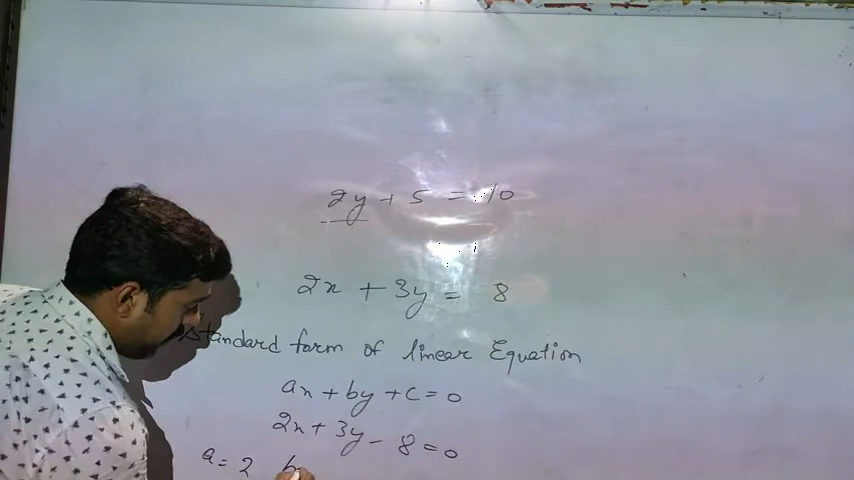 2y + 5 = 10
2x + 3y = 8
Standard form of linear Equation
ax + by + c = 0
2x + 3y - 8 = 0
a = 2 b